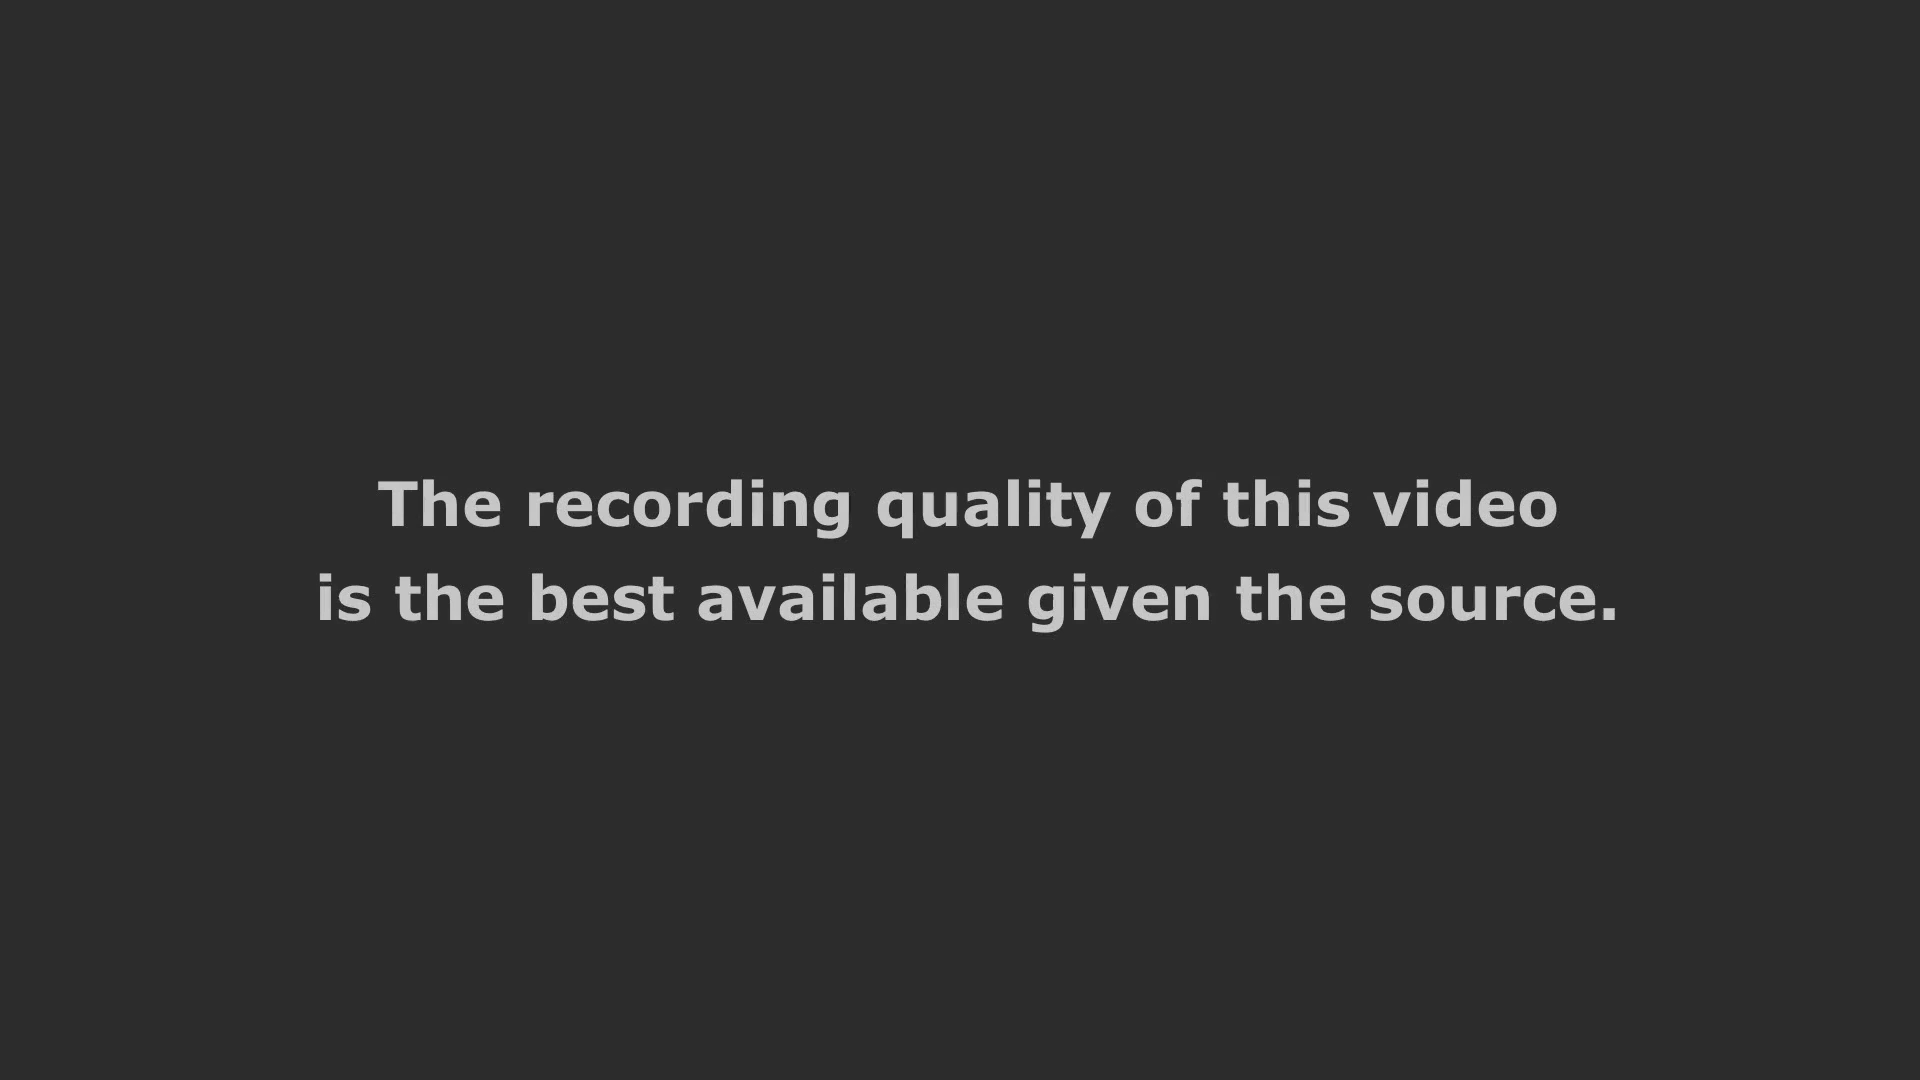 The recording quality of this video
is the best available given the source.